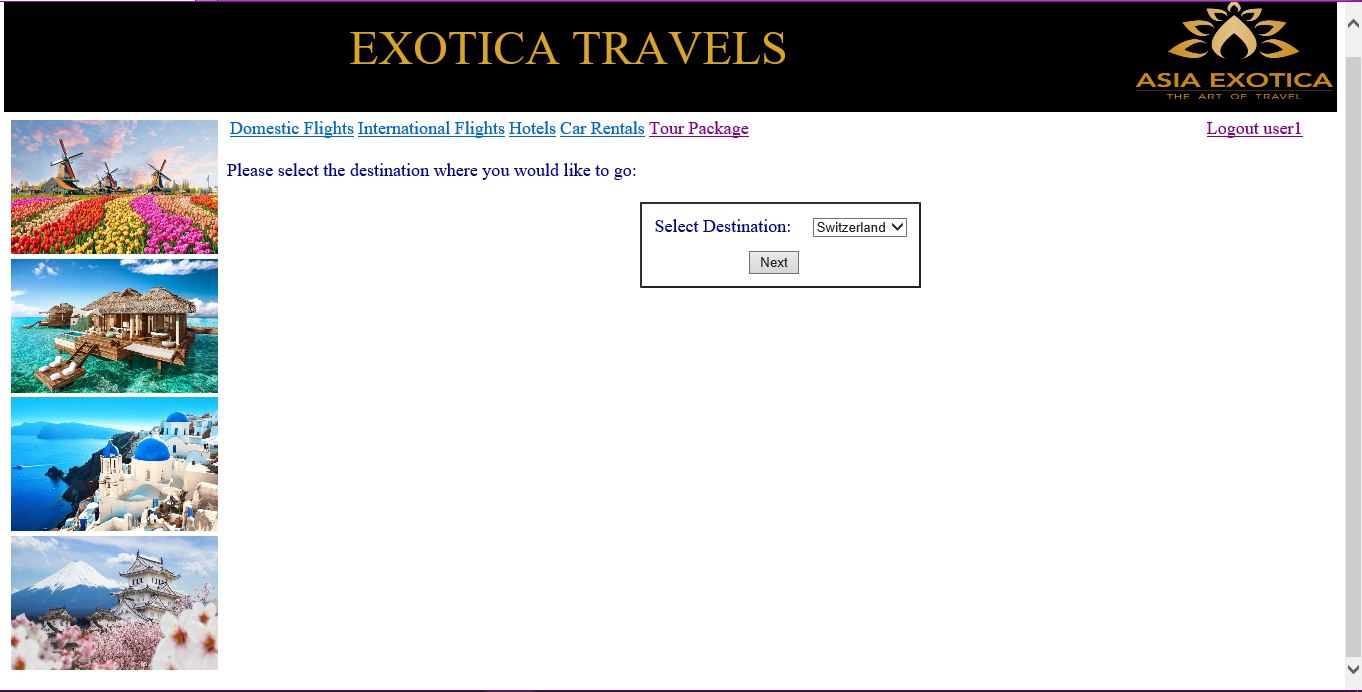 EXOTICA TRAVELS
ASIA EXOTICA
THE ART OF TRAVEL
Domestic Flights International Flights Hotels Car Rentals Tour Package Logout user1
Please select the destination where you would like to go:
Select Destination: Switzerland
Next